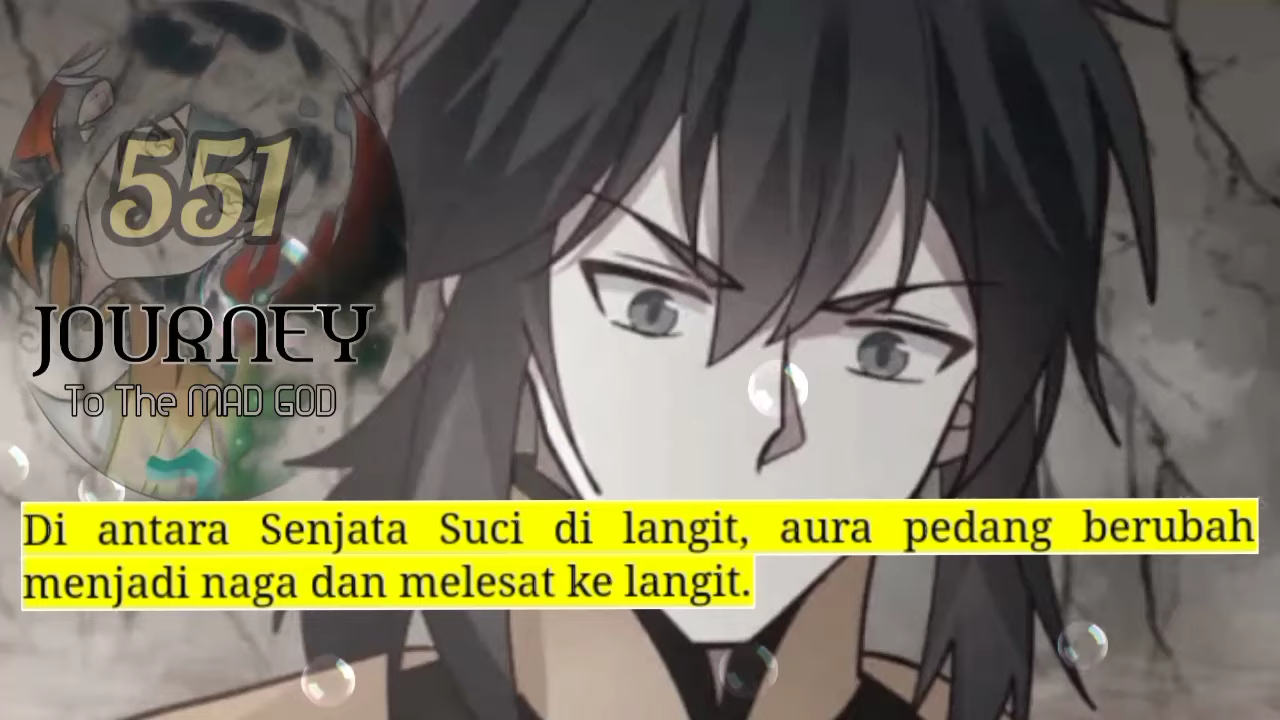 551
JOURNEY
To The MAD GOD
Di antara Senjata Suci di langit, aura pedang berubah
menjadi naga dan melesat ke langit.